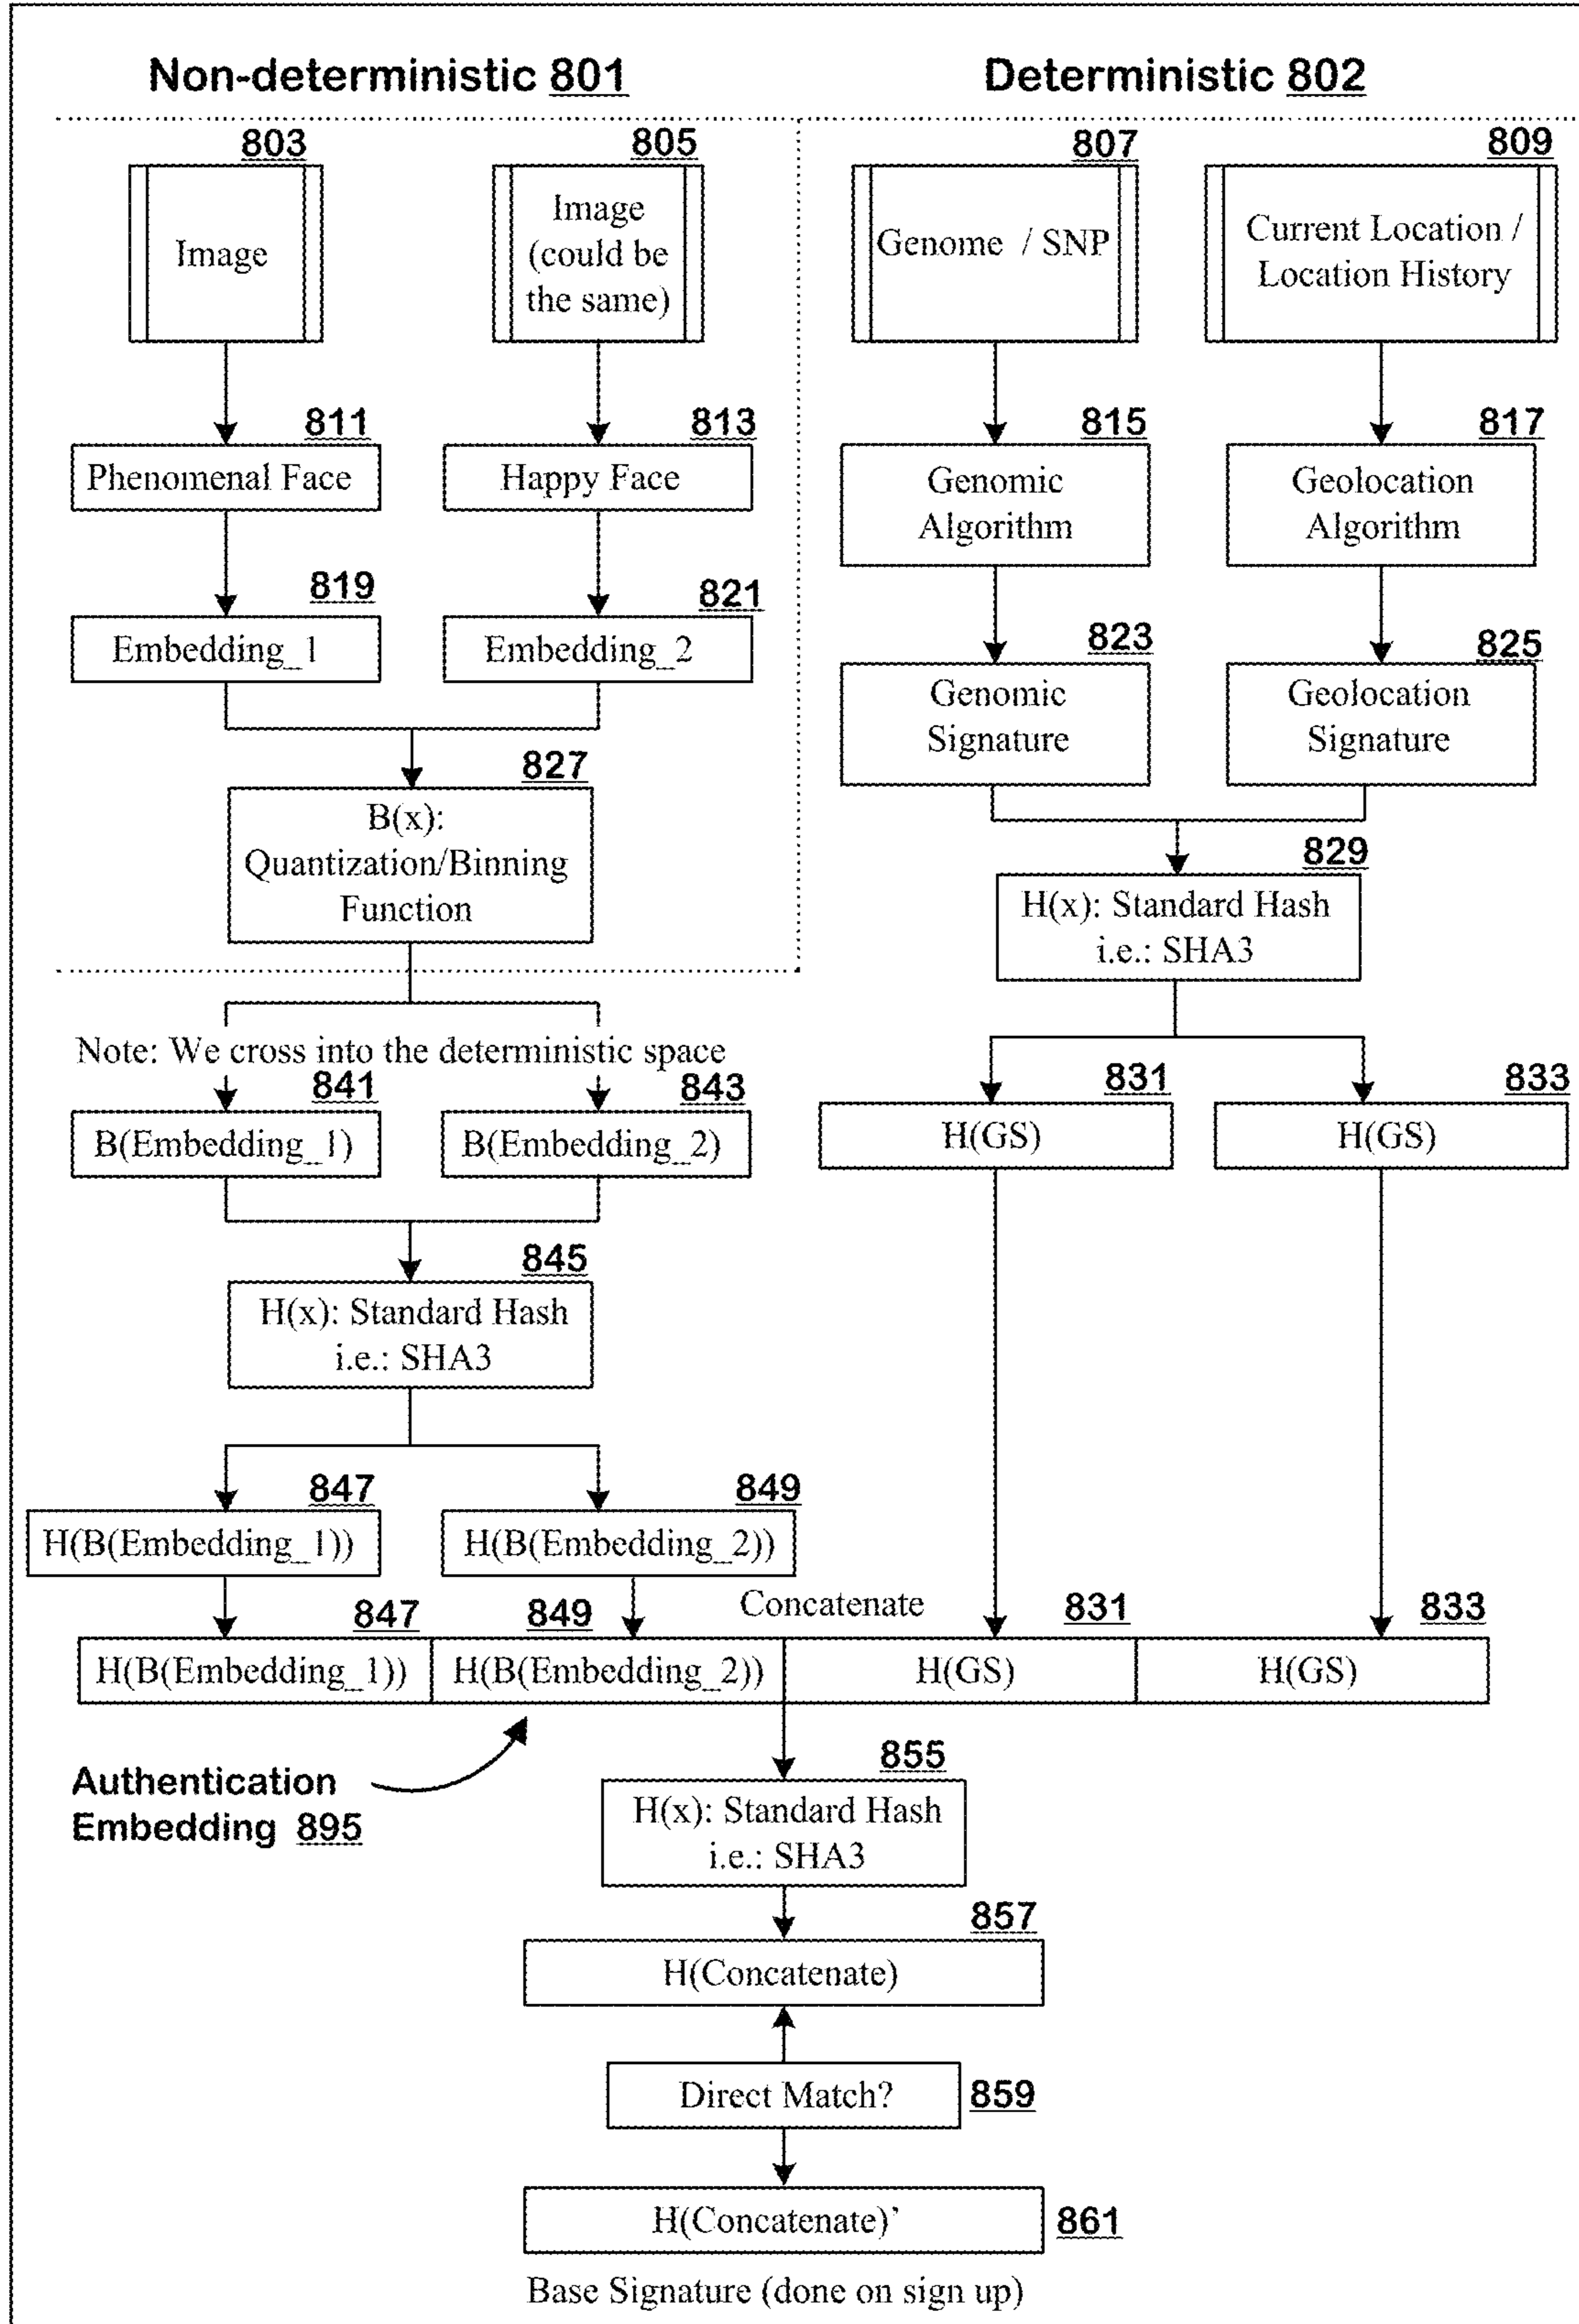 Non-deterministic 801
Deterministic 802
803
805
807
809
Image
Image
(could be
the same)
Genome / SNP
Current Location /
Location History
811
813
815
817
Phenomenal Face
Happy Face
Genomic
Algorithm
Geolocation
Algorithm
819
821
823
825
Embedding_1
Embedding_2
Genomic
Signature
Geolocation
Signature
827
B(x):
Quantization/Binning
Function
829
H(x): Standard Hash
i.e.: SHA3
Note: We cross into the deterministic space
841
843
831
833
B(Embedding_1)
B(Embedding_2)
H(GS)
H(GS)
845
H(x): Standard Hash
i.e.: SHA3
847
849
H(B(Embedding_1))
H(B(Embedding_2))
Concatenate
847
849
831
833
H(B(Embedding_1))
H(B(Embedding_2))
H(GS)
H(GS)
Authentication
Embedding 895
855
H(x): Standard Hash
i.e.: SHA3
857
H(Concatenate)
Direct Match?
859
H(Concatenate)’
861
Base Signature (done on sign up)